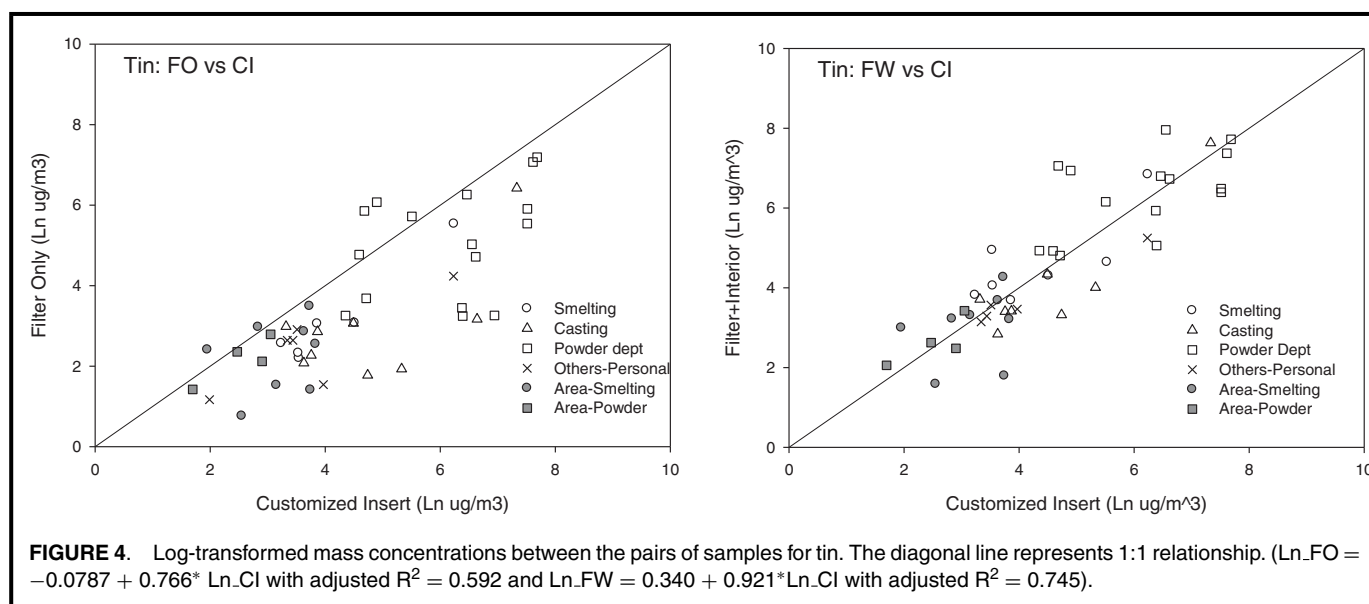 Tin: FO vs CI
10
8
6
4
2
0
Filter Only (Ln ug/m3)
Smelting
Casting
Powder dept
Others-Personal
Area-Smelting
Area-Powder
0 2 4 6 8 10
Customized Insert (Ln ug/m3)
Tin: FW vs CI
10
8
6
4
2
0
Filter+Interior (Ln ug/m^3)
Smelting
Casting
Powder Dept
Others-Personal
Area-Smelting
Area-Powder
0 2 4 6 8 10
Customized Insert (Ln ug/m^3)
FIGURE 4. Log-transformed mass concentrations between the pairs of samples for tin. The diagonal line represents 1:1 relationship. (Ln_FO =
−0.0787 + 0.766* Ln_CI with adjusted R² = 0.592 and Ln_FW = 0.340 + 0.921*Ln_CI with adjusted R² = 0.745).